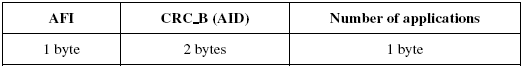 AFI CRC_B (AID) Number of applications
1 byte 2 bytes 1 byte